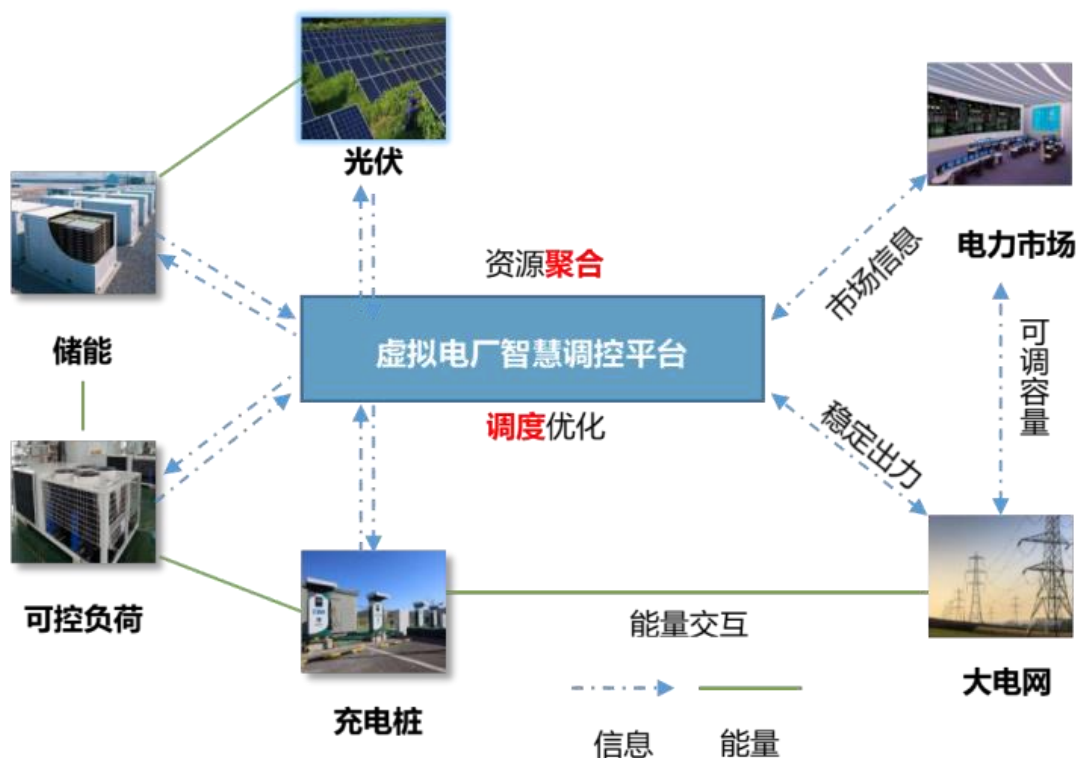 光伏
电力市场
资源聚合
市场信息
储能
虚拟电厂智慧调控平台
可调容量
调度优化
稳定出力
可控负荷
能量交互
大电网
充电桩
信息
能量